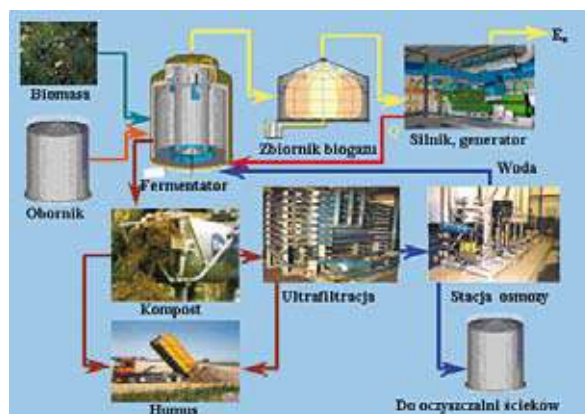 Eₑ
Biomasa
Zbiornik biogazu
Silnik, generator
Q
Fermentator
Woda
Obornik
Kompost
Ultrafiltracja
Stacja osmozy
Humus
Do oczyszczalni ścieków